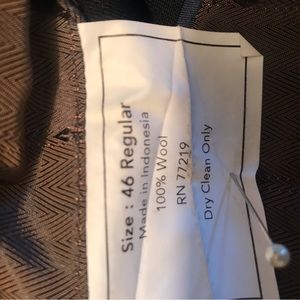 Size : 46 Regular
Made in Indonesia
100% Wool
RN 77219
Dry Clean Only